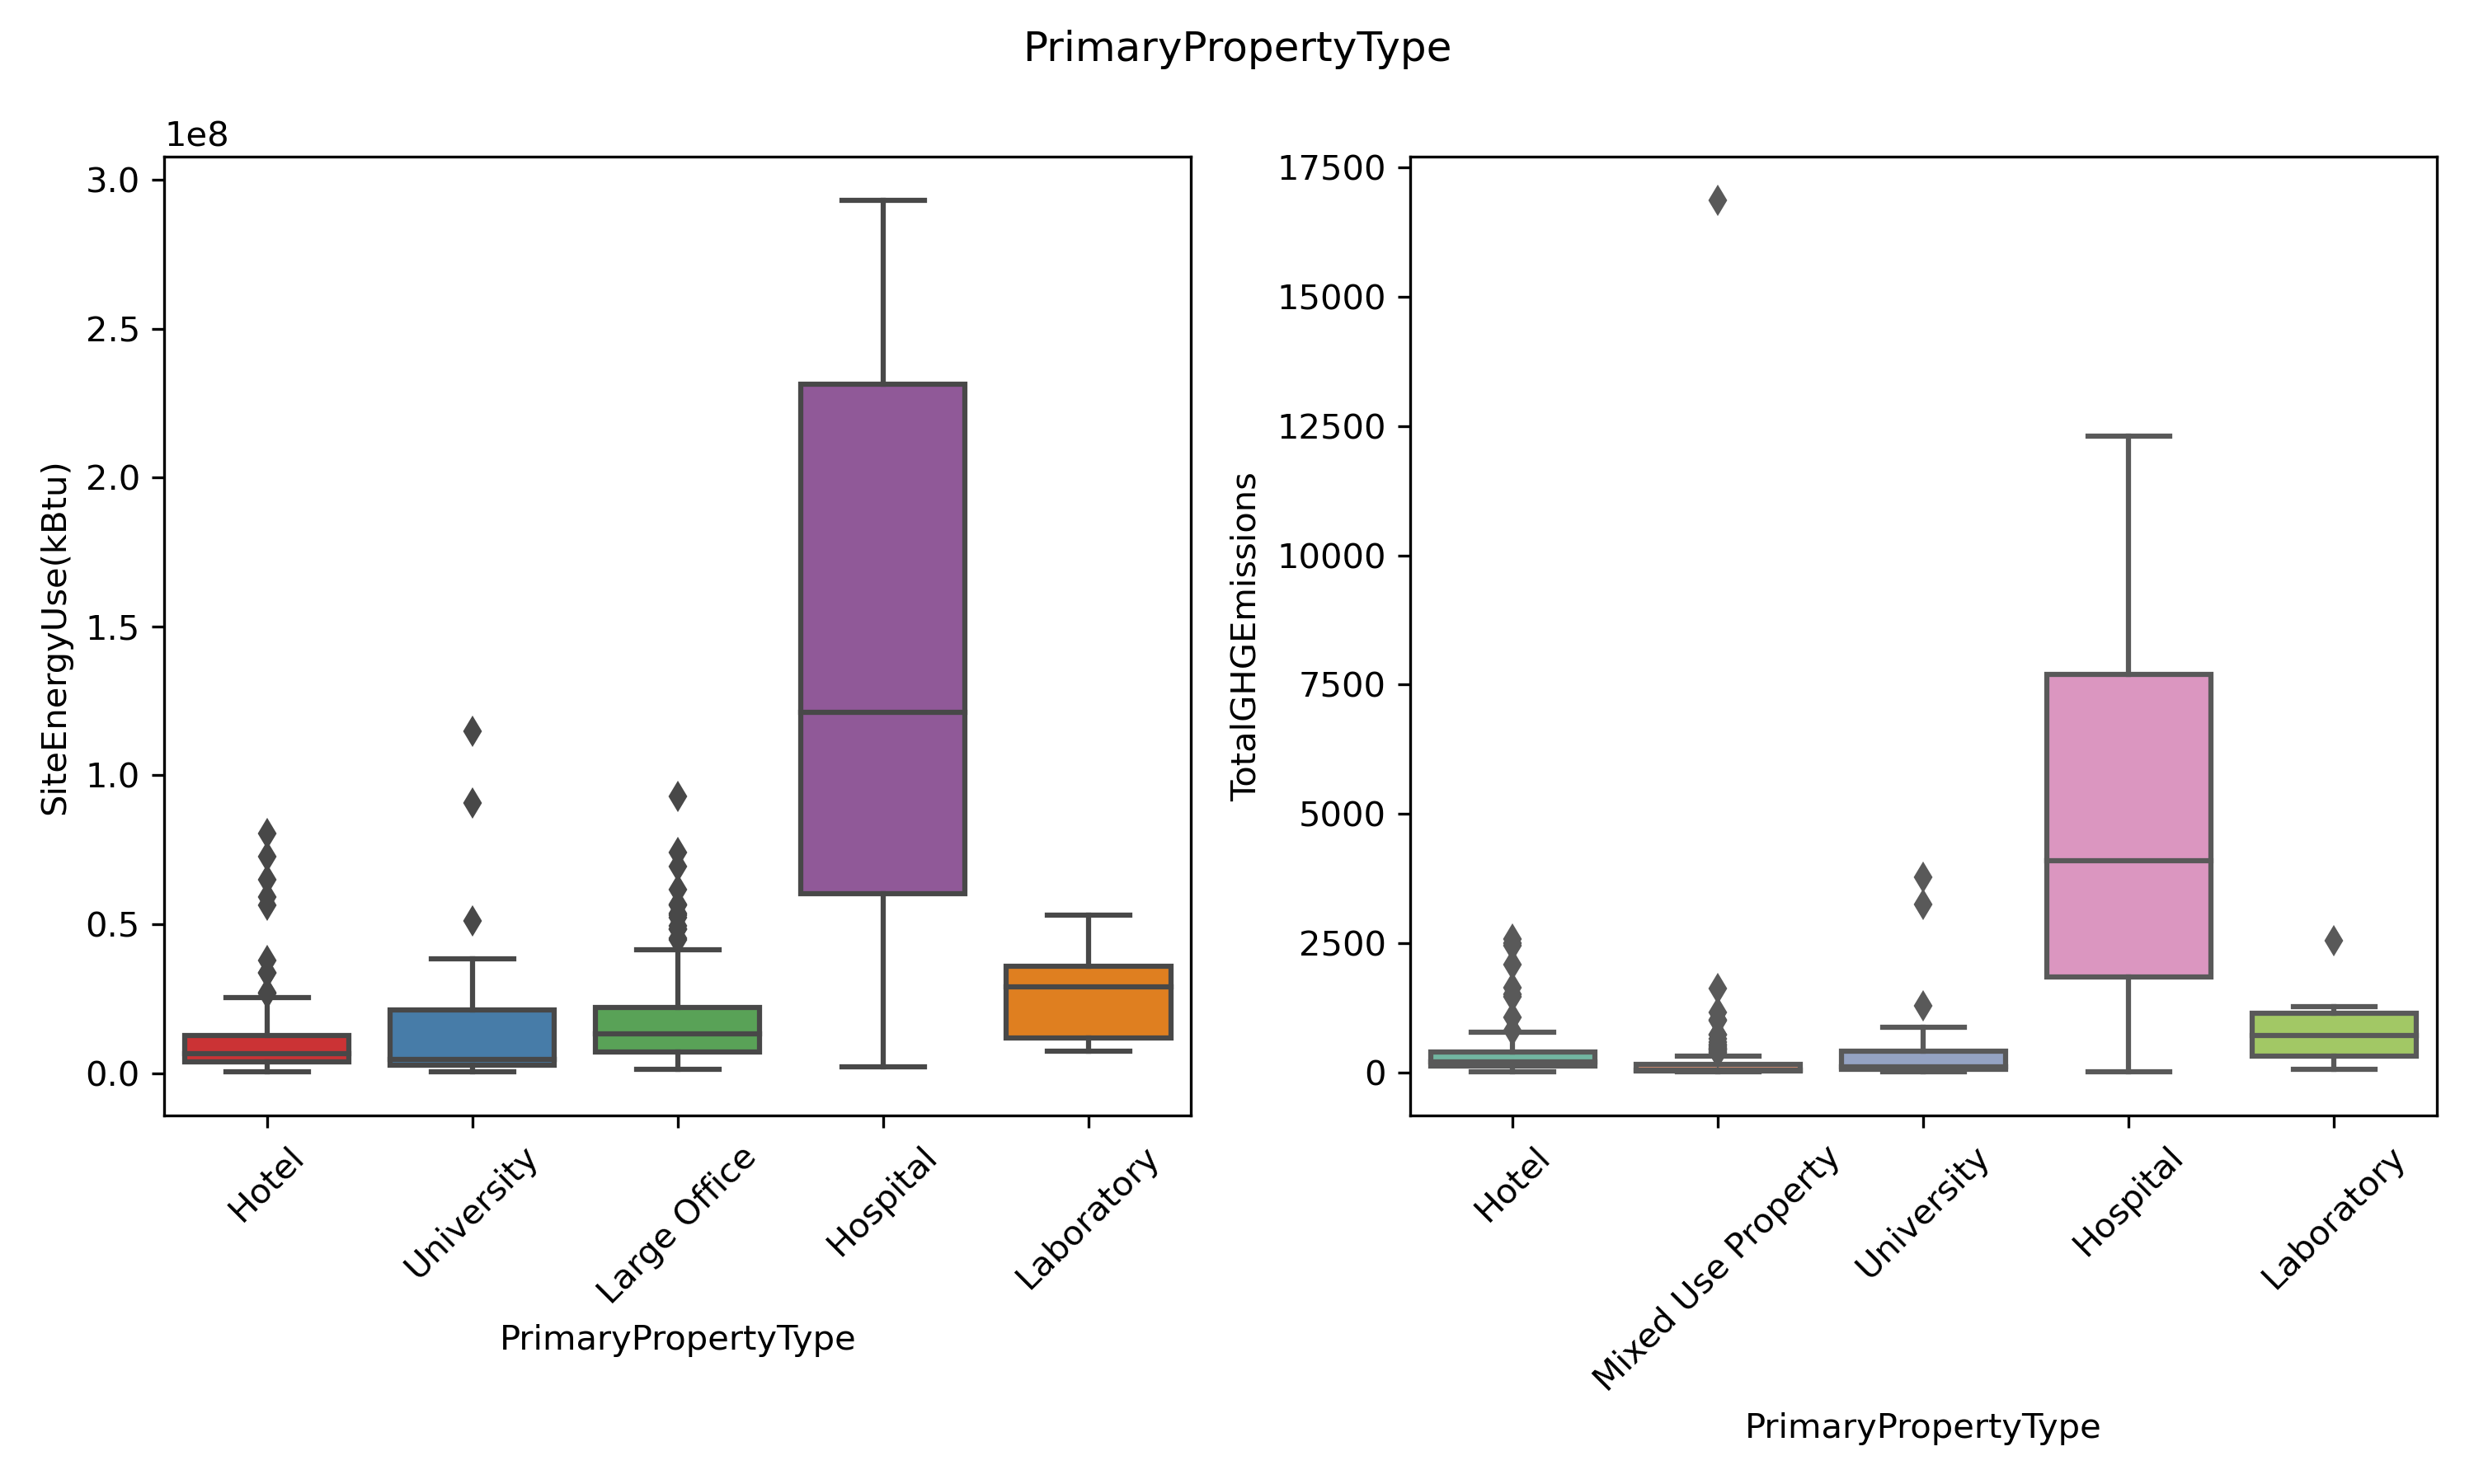 PrimaryPropertyType
1e8
3.0
2.5
2.0
1.5
1.0
0.5
0.0
SiteEnergyUse(kBtu)
Hotel
University
Large Office
Hospital
Laboratory
PrimaryPropertyType
17500
15000
12500
10000
7500
5000
2500
0
TotalGHGEmissions
Hotel
Mixed Use Property
University
Hospital
Laboratory
PrimaryPropertyType